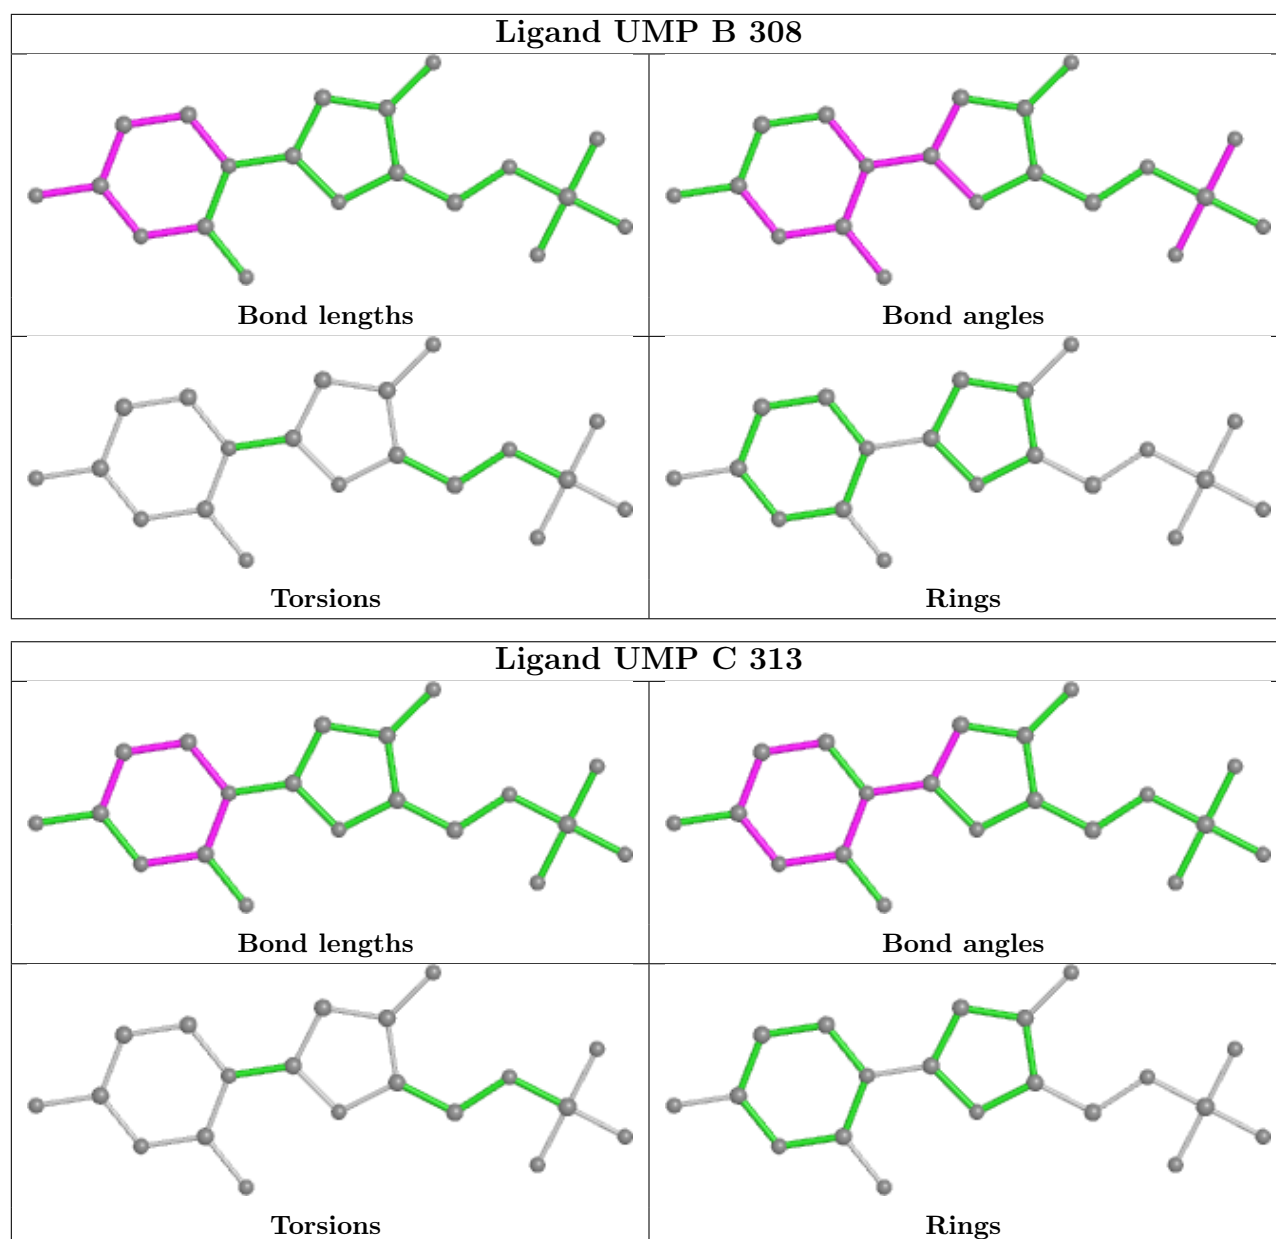 Ligand UMP B 308
Bond lengths
Bond angles
Torsions
Rings
Ligand UMP C 313
Bond lengths
Bond angles
Torsions
Rings